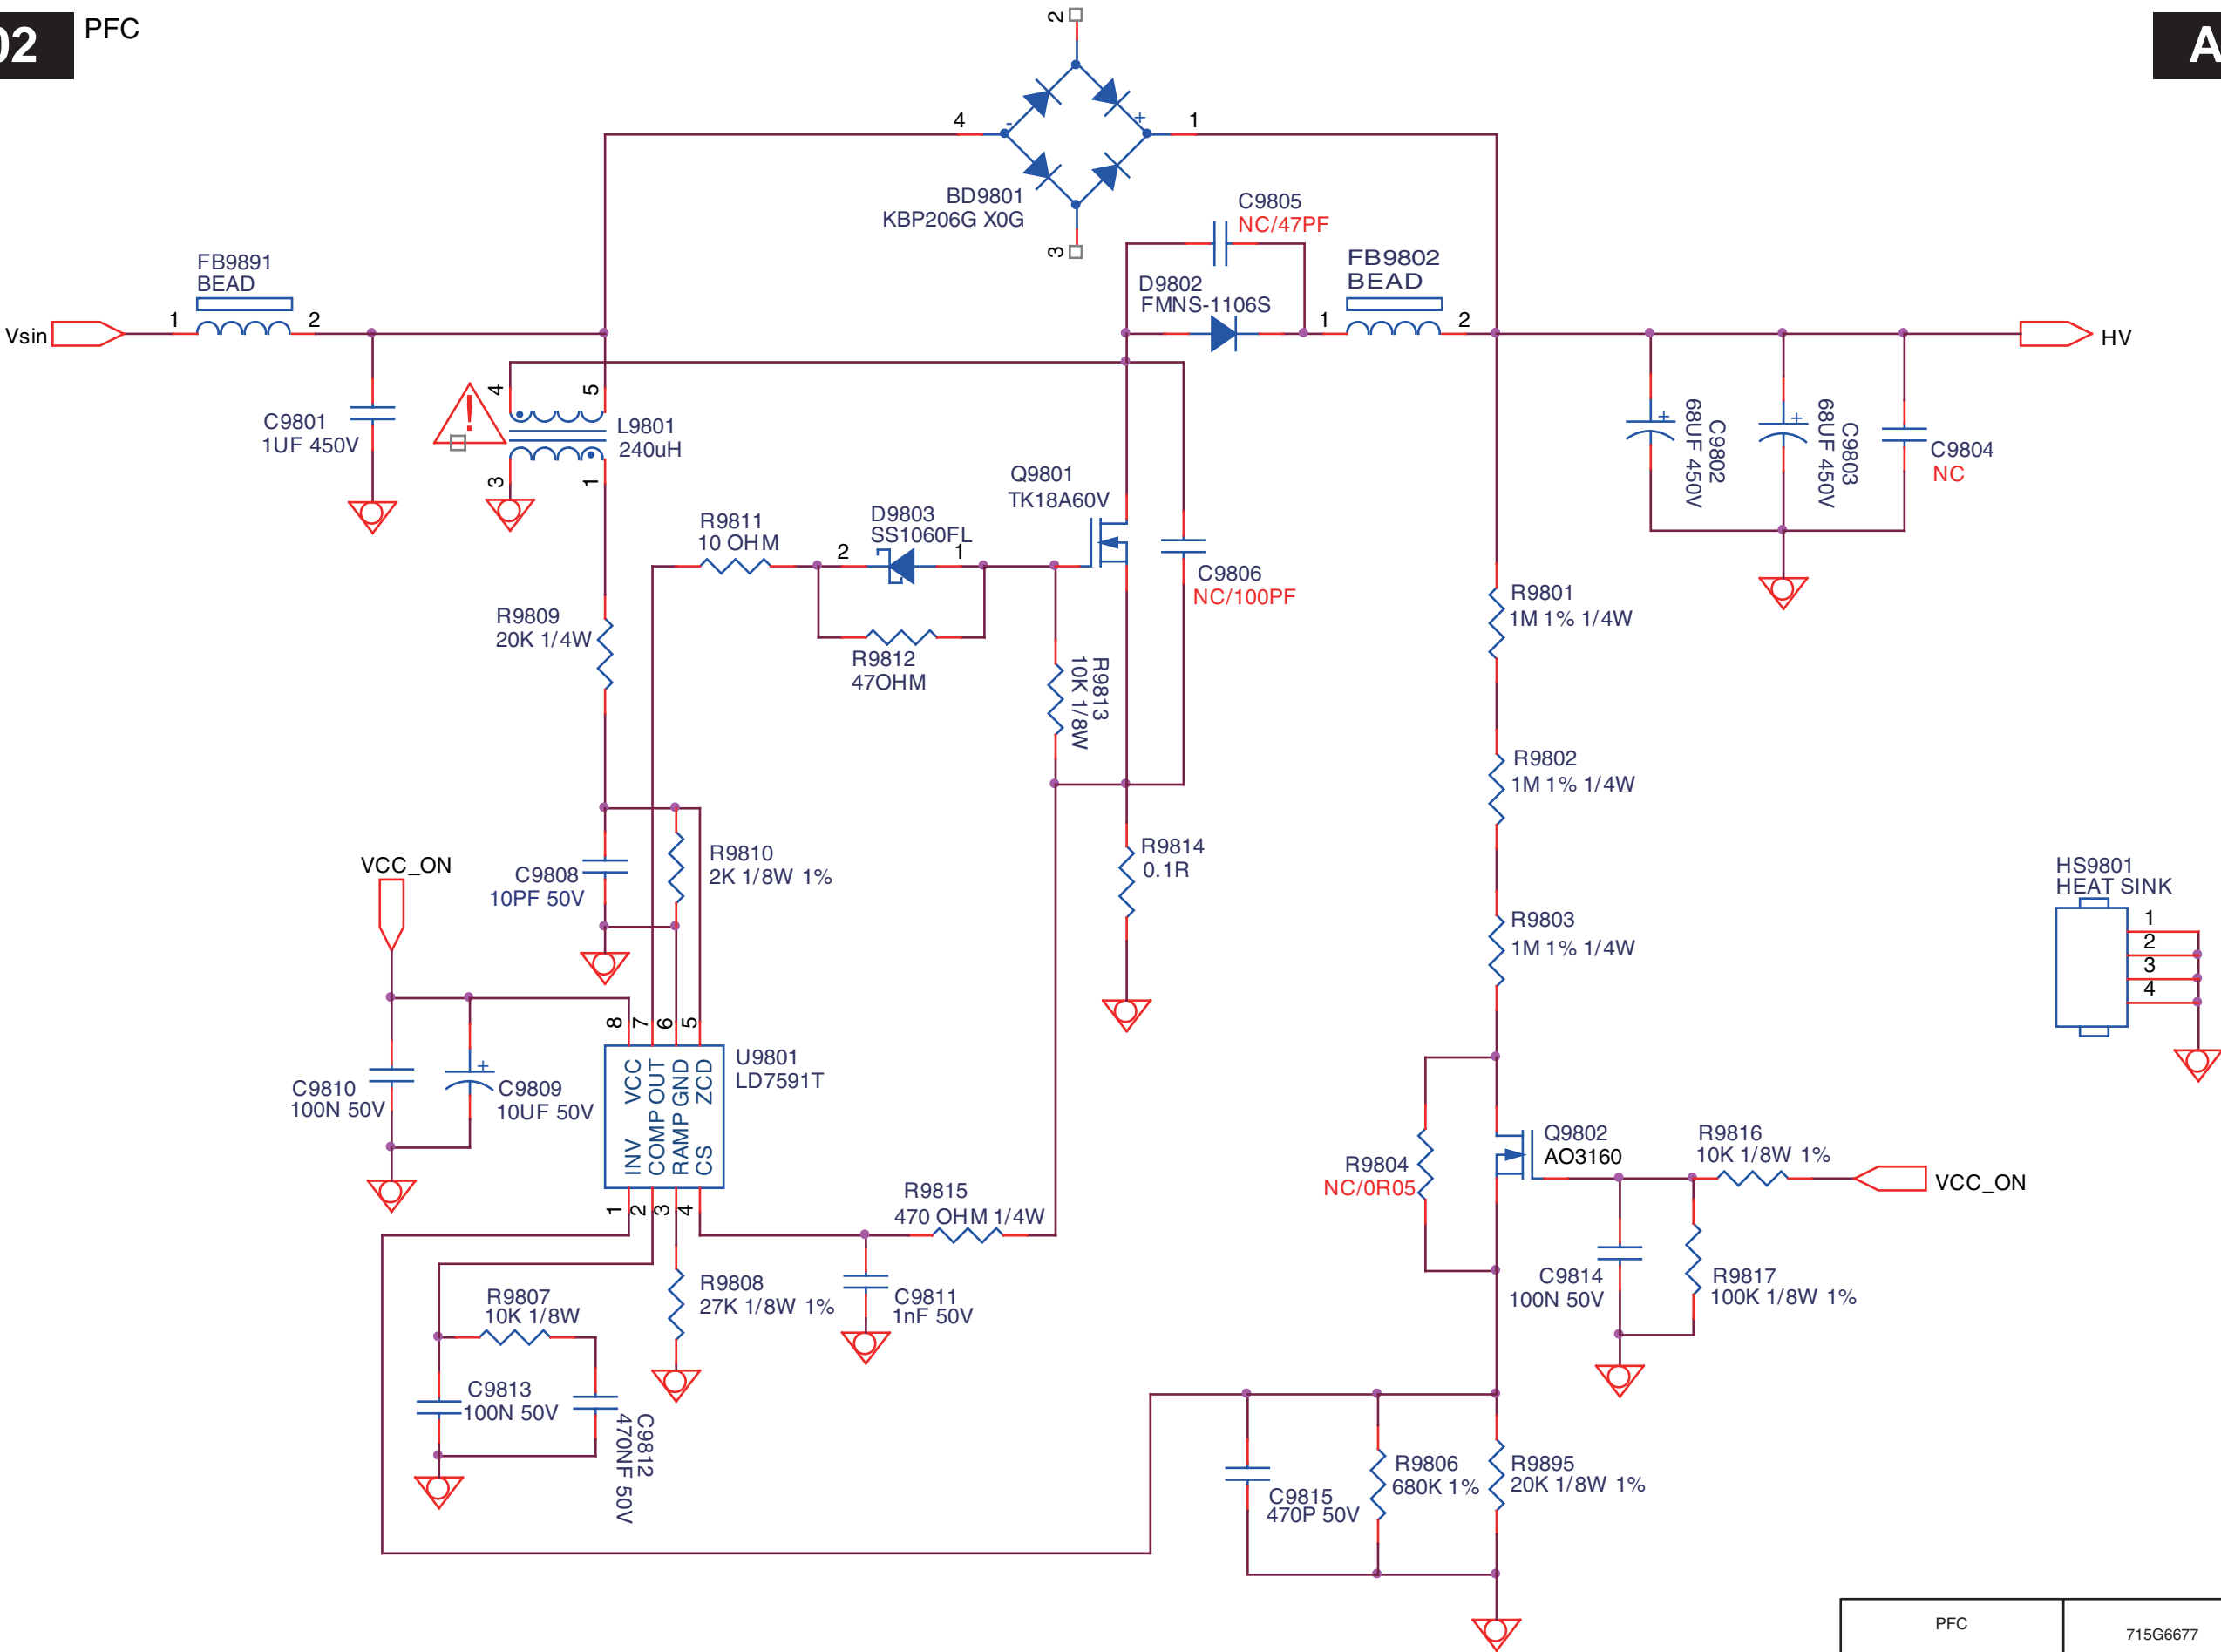 02
PFC
A
2
4
-
+
1
BD9801
KBP206G X0G
3
C9805
NC/47PF
FB9891
BEAD
FB9802
BEAD
D9802
FMNS-1106S
Vsin
1
2
1
2
HV
4
5
!
C9801
1UF 450V
L9801
240uH
3
1
Q9801
TK18A60V
+
C9802
68UF 450V
+
C9803
68UF 450V
C9804
NC
R9811
10 OHM
D9803
SS1060FL
2
1
C9806
NC/100PF
R9801
1M 1% 1/4W
R9809
20K 1/4W
R9812
47OHM
R9813
10K 1/8W
R9802
1M 1% 1/4W
VCC_ON
C9808
10PF 50V
R9810
2K 1/8W 1%
R9814
0.1R
HS9801
HEAT SINK
1
2
3
4
R9803
1M 1% 1/4W
8
7
6
5
C9810
100N 50V
+
C9809
10UF 50V
VCC
OUT
GND
ZCD
INV
COMP
RAMP
CS
U9801
LD7591T
1
2
3
4
Q9802
AO3160
R9816
10K 1/8W 1%
VCC_ON
R9804
NC/0R05
R9815
470 OHM 1/4W
R9807
10K 1/8W
R9808
27K 1/8W 1%
C9811
1nF 50V
C9814
100N 50V
R9817
100K 1/8W 1%
C9813
100N 50V
C9812
470NF 50V
C9815
470P 50V
R9806
680K 1%
R9895
20K 1/8W 1%
PFC
715G6677